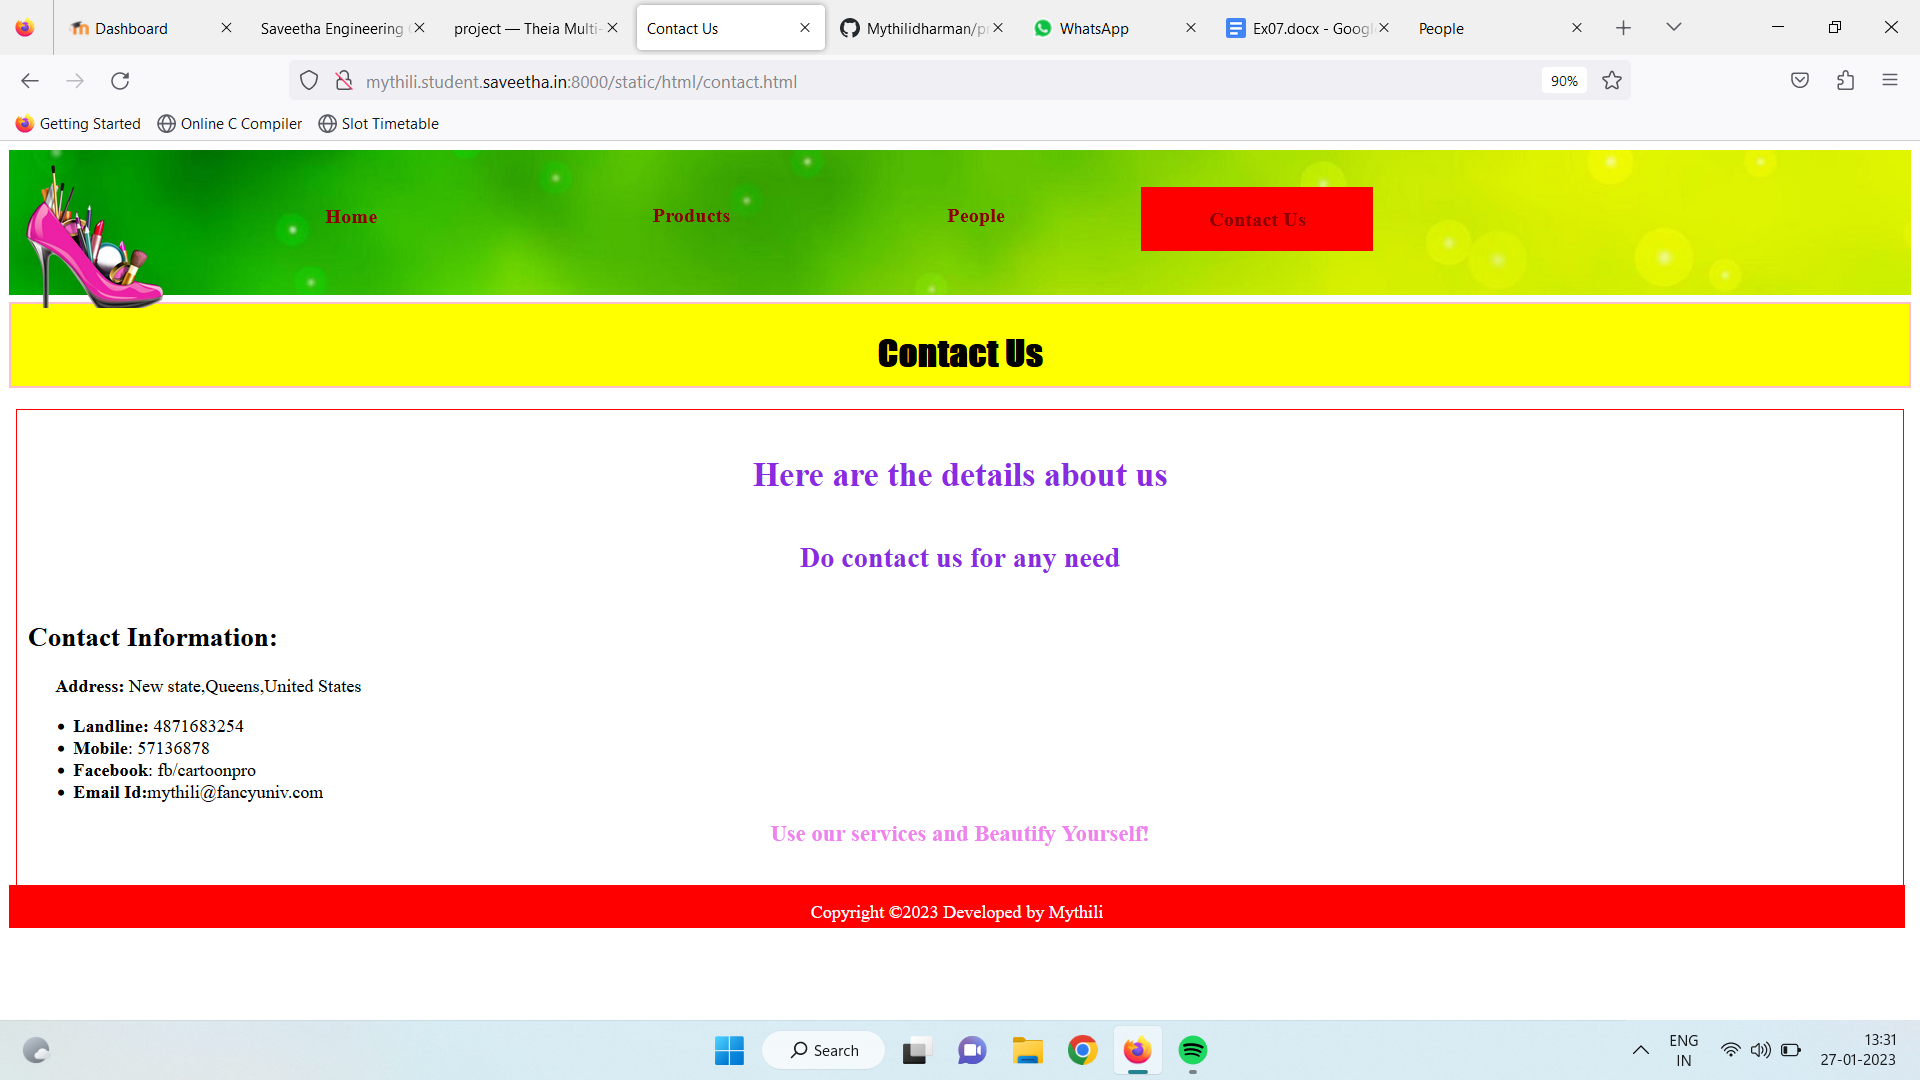 Dashboard
Saveetha Engineering
project — Theia Multi-
Contact Us
Mythilidharman/pr
WhatsApp
Ex07.docx - Googl
People
mythili.student.saveetha.in:8000/static/html/contact.html
90%
Getting Started
Online C Compiler
Slot Timetable
Home
Products
People
Contact Us
Contact Us
Here are the details about us
Do contact us for any need
Contact Information:
Address: New state,Queens,United States
• Landline: 4871683254
• Mobile: 57136878
• Facebook: fb/cartoonpro
• Email Id:mythili@fancyuniv.com
Use our services and Beautify Yourself!
Copyright ©2023 Developed by Mythili
Search
ENG
IN
13:31
27-01-2023